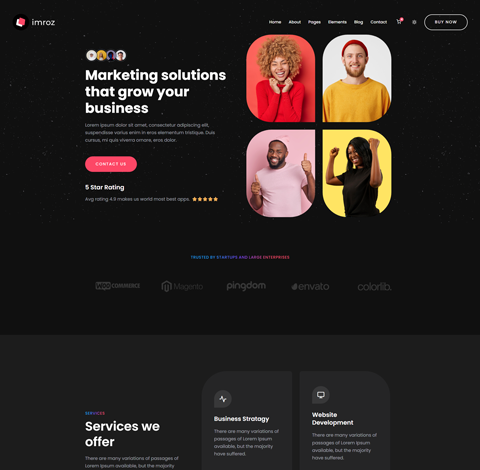 imroz
Home About Pages Elements Blog Contact
BUY NOW
Marketing solutions
that grow your
business
Lorem ipsum dolor sit amet, consectetur adipiscing elit,
suspendisse varius enim in eros elementum tristique. Duis
cursus, mi quis viverra ornare, eros dolor.
CONTACT US
5 Star Rating
Avg rating 4.9 makes us world most best apps.
TRUSTED BY STARTUPS AND LARGE ENTERPRISES
WOO COMMERCE
Magento
pingdom
envato
colorlib.
SERVICES
Services we
offer
There are many variations of
passages of
Lorem Ipsum available, but the majority
Business Stratagy
There are many variations of
passages of Lorem Ipsum
available, but the majority
have suffered.
Website
Development
There are many variations of
passages of Lorem Ipsum
available, but the majority
have suffered.